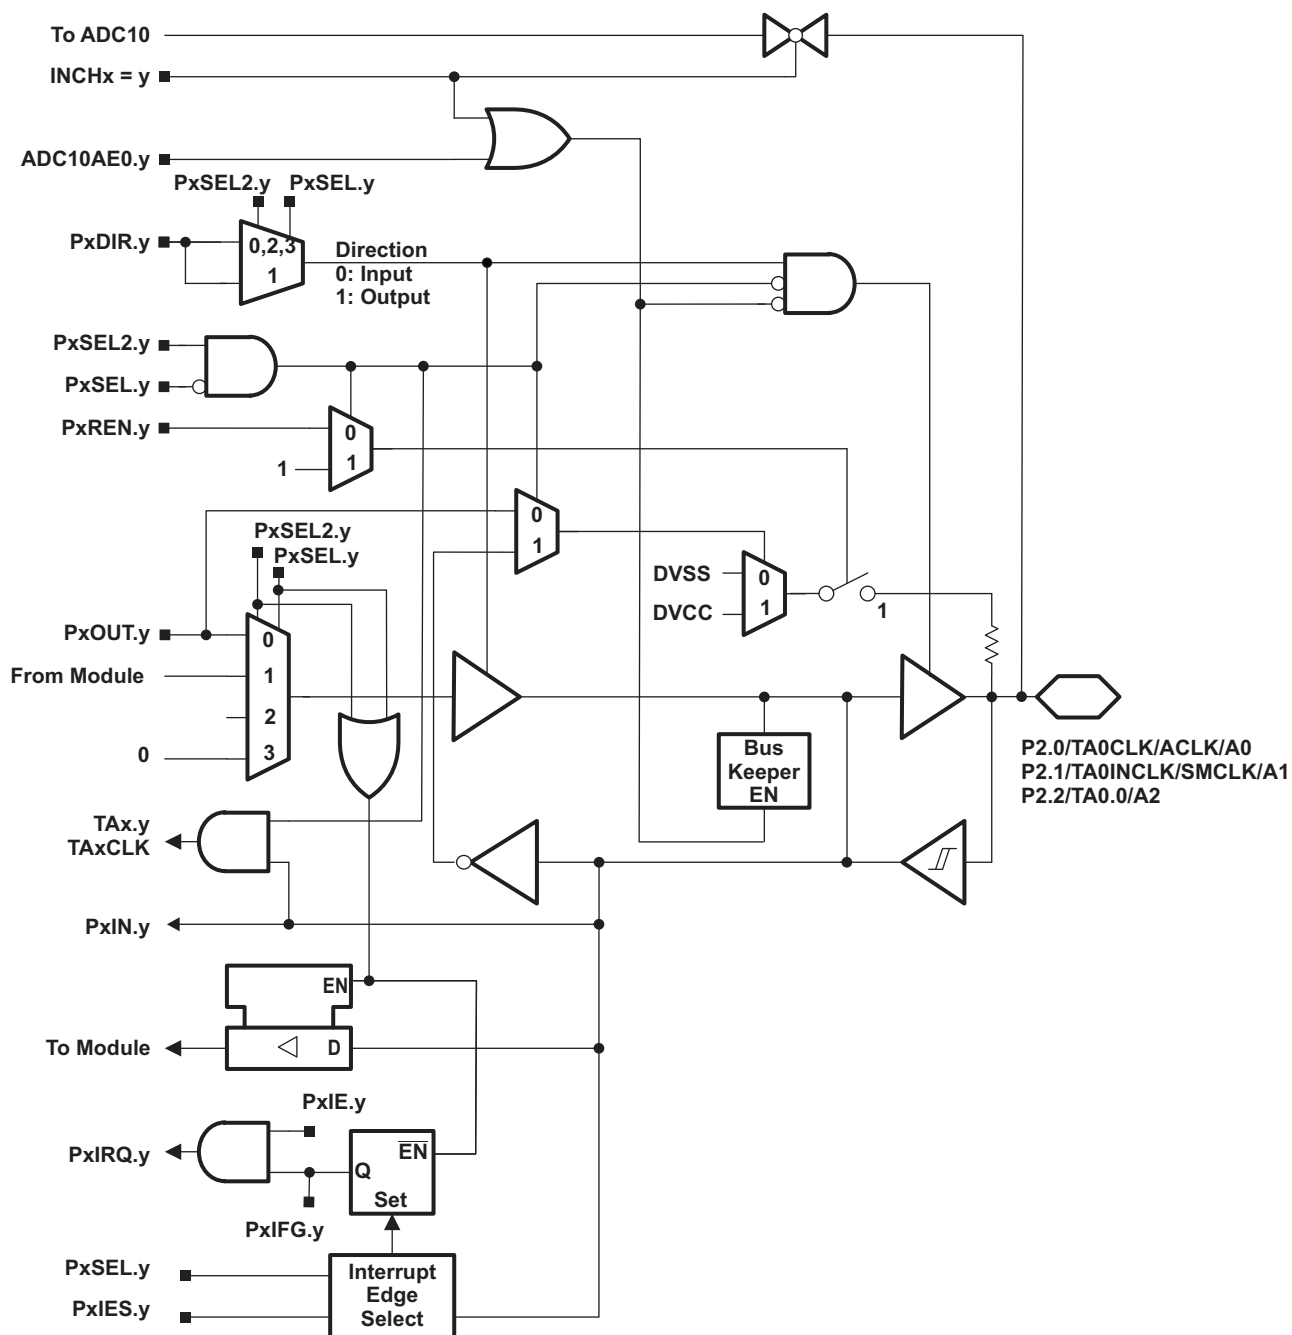 To ADC10
INCHx = y
ADC10AE0.y
PxSEL2.y PxSEL.y
PxDIR.y
0,2,3
1
Direction
0: Input
1: Output
PxSEL2.y
PxSEL.y
PxREN.y
0
1
1
PxSEL2.y
PxSEL.y
0
1
DVSS
DVCC
0
1
1
PxOUT.y
From Module
0
0
1
2
3
Bus
Keeper
EN
P2.0/TA0CLK/ACLK/A0
P2.1/TA0INCLK/SMCLK/A1
P2.2/TA0.0/A2
TAx.y
TAxCLK
PxIN.y
EN
To Module
D
PxIE.y
PxIRQ.y
EN
Q
Set
PxIFG.y
PxSEL.y
PxIES.y
Interrupt
Edge
Select